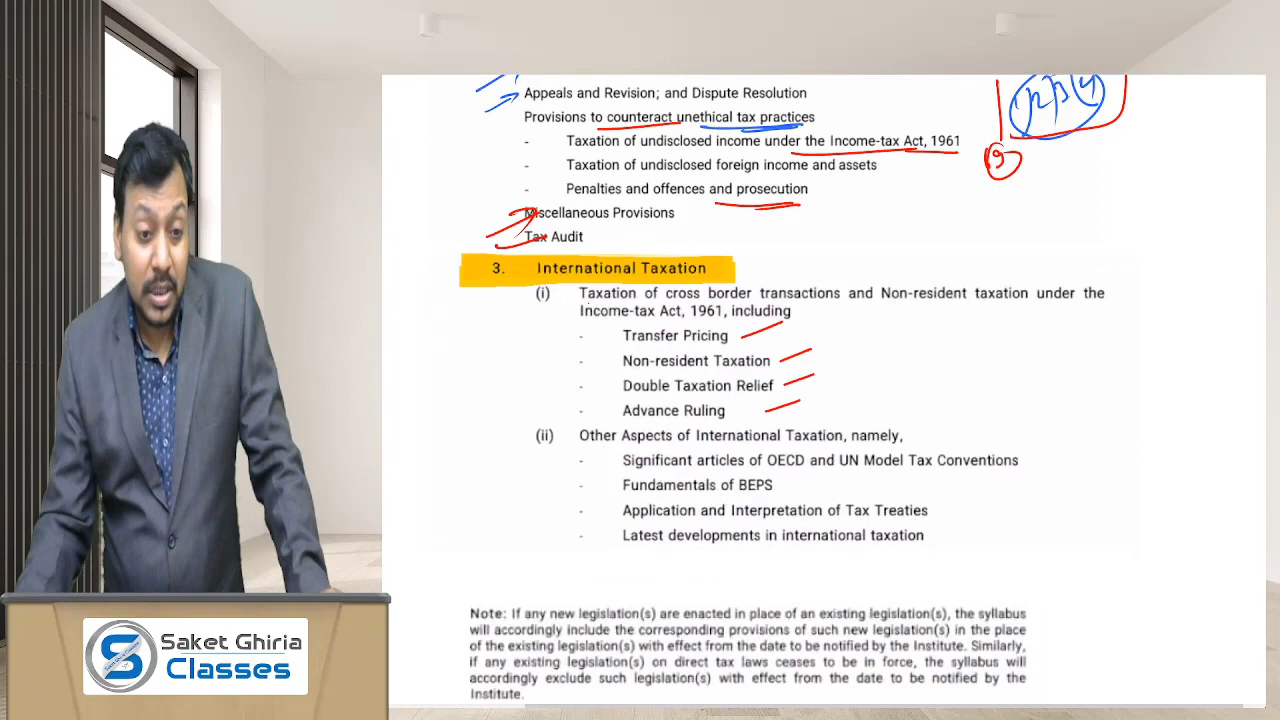 Appeals and Revision; and Dispute Resolution
Provisions to counteract unethical tax practices
- Taxation of undisclosed income under the Income-tax Act, 1961
- Taxation of undisclosed foreign income and assets
- Penalties and offences and prosecution
Miscellaneous Provisions
Tax Audit
3. International Taxation
(i) Taxation of cross border transactions and Non-resident taxation under the
Income-tax Act, 1961, including
- Transfer Pricing
- Non-resident Taxation
- Double Taxation Relief
- Advance Ruling
(ii) Other Aspects of International Taxation, namely,
- Significant articles of OECD and UN Model Tax Conventions
- Fundamentals of BEPS
- Application and Interpretation of Tax Treaties
- Latest developments in international taxation
Note: If any new legislation(s) are enacted in place of an existing legislation(s), the syllabus
will accordingly include the corresponding provisions of such new legislation(s) in the place
of the existing legislation(s) with effect from the date to be notified by the Institute. Similarly,
if any existing legislation(s) on direct tax laws ceases to be in force, the syllabus will
accordingly exclude such legislation(s) with effect from the date to be notified by the
Institute.
S Saket Ghiria
Classes